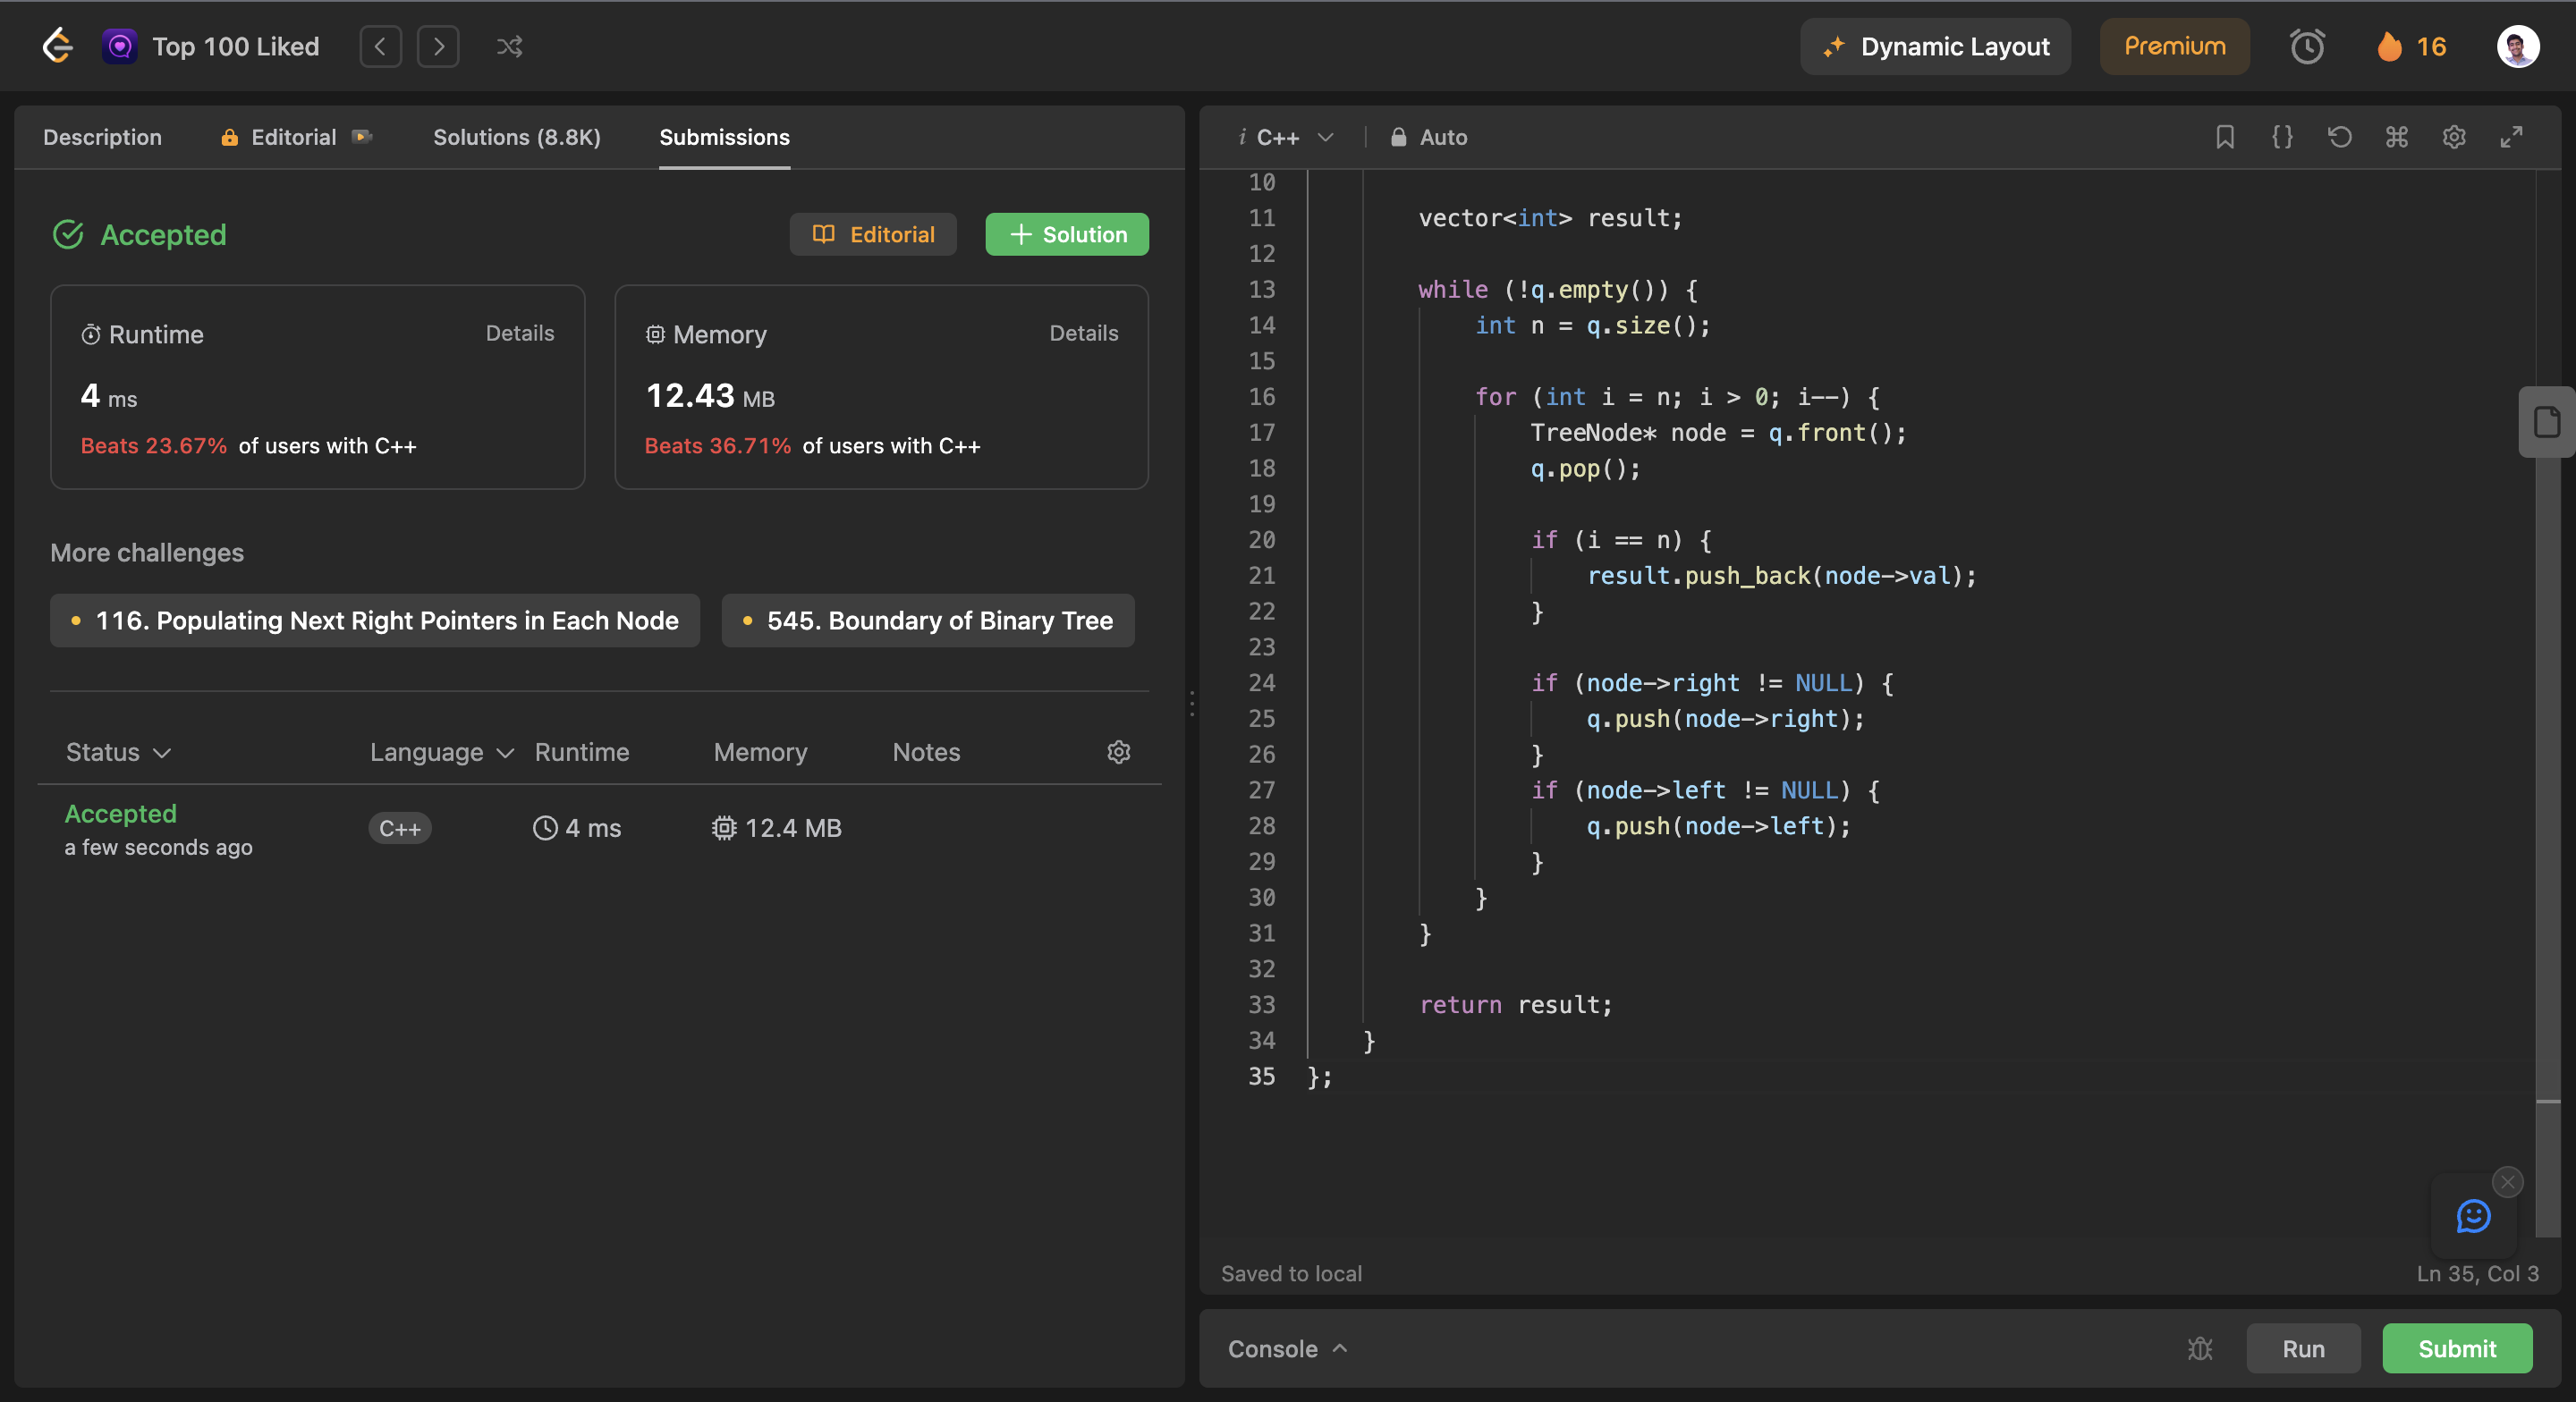 Top 100 Liked
Dynamic Layout
Premium
16
Description
Editorial
Solutions (8.8K)
Submissions
Accepted
Editorial
Solution
Runtime
Details
4 ms
Beats 23.67% of users with C++
Memory
Details
12.43 MB
Beats 36.71% of users with C++
More challenges
116. Populating Next Right Pointers in Each Node
545. Boundary of Binary Tree
Status
Language
Runtime
Memory
Notes
Accepted
a few seconds ago
C++
4 ms
12.4 MB
i C++
Auto
10
11 vector<int> result;
12
13 while (!q.empty()) {
14 int n = q.size();
15
16 for (int i = n; i > 0; i--) {
17 TreeNode* node = q.front();
18 q.pop();
19
20 if (i == n) {
21 result.push_back(node->val);
22 }
23
24 if (node->right != NULL) {
25 q.push(node->right);
26 }
27 if (node->left != NULL) {
28 q.push(node->left);
29 }
30 }
31 }
32
33 return result;
34 }
35 };
Saved to local
Ln 35, Col 3
Console
Run
Submit